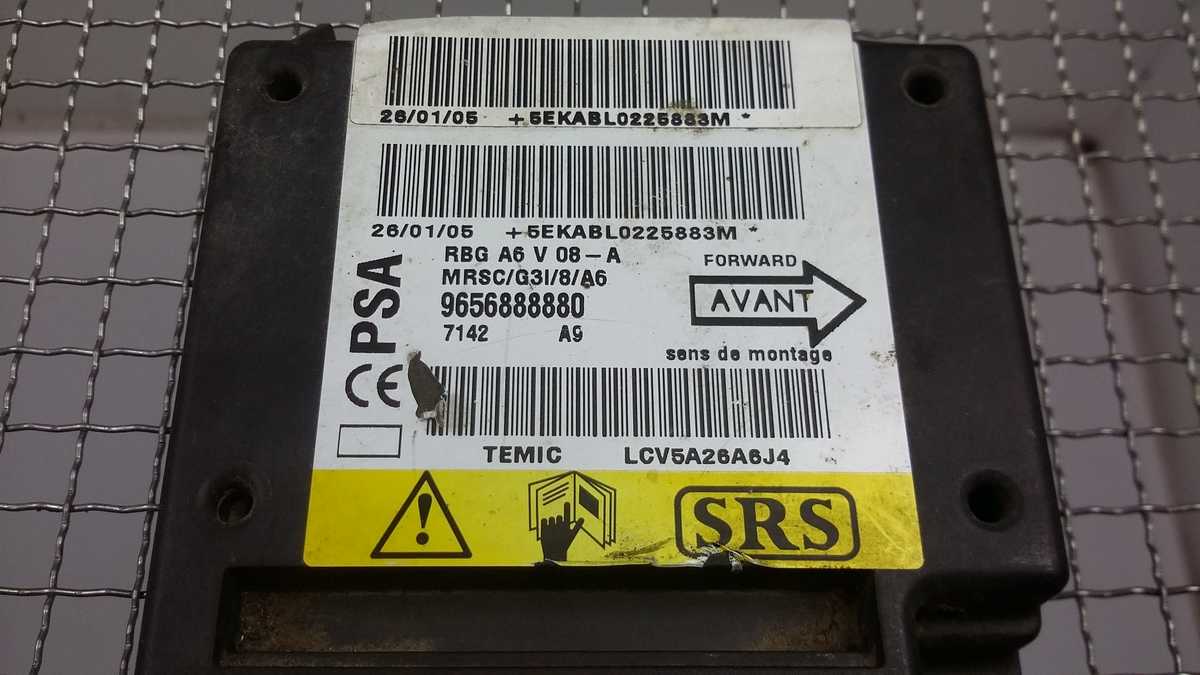 26/01/05 +5EKABL0225883M *
26/01/05 +5EKABL0225883M *
RBG A6 V 08-A
MRSC/G3I/8/A6
9656888880
7142 A9
PSA
CE
FORWARD
AVANT
sens de montage
TEMIC LCV5A26A6J4
!
SRS